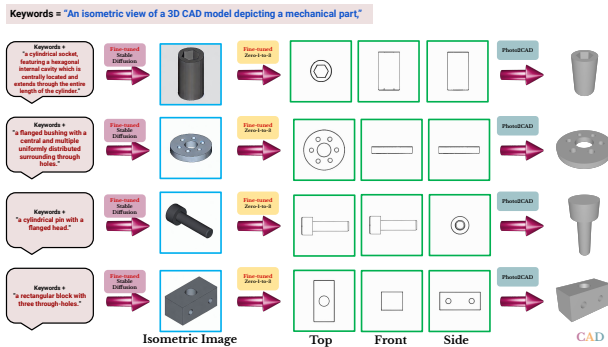 Keywords = "An isometric view of a 3D CAD model depicting a mechanical part,"
Keywords +
"a cylindrical socket,
featuring a hexagonal
internal cavity which is
centrally located and
extends through the entire
length of the cylinder."
Fine-tuned
Stable
Diffusion
Fine-tuned
Zero-1-to-3
Photo2CAD
Keywords +
"a flanged bushing with a
central and multiple
uniformly distributed
surrounding through
holes."
Fine-tuned
Stable
Diffusion
Fine-tuned
Zero-1-to-3
Photo2CAD
Keywords +
"a cylindrical pin with a
flanged head."
Fine-tuned
Stable
Diffusion
Fine-tuned
Zero-1-to-3
Photo2CAD
Keywords +
"a rectangular block with
three through-holes."
Fine-tuned
Stable
Diffusion
Fine-tuned
Zero-1-to-3
Photo2CAD
Isometric Image
Top
Front
Side
CAD